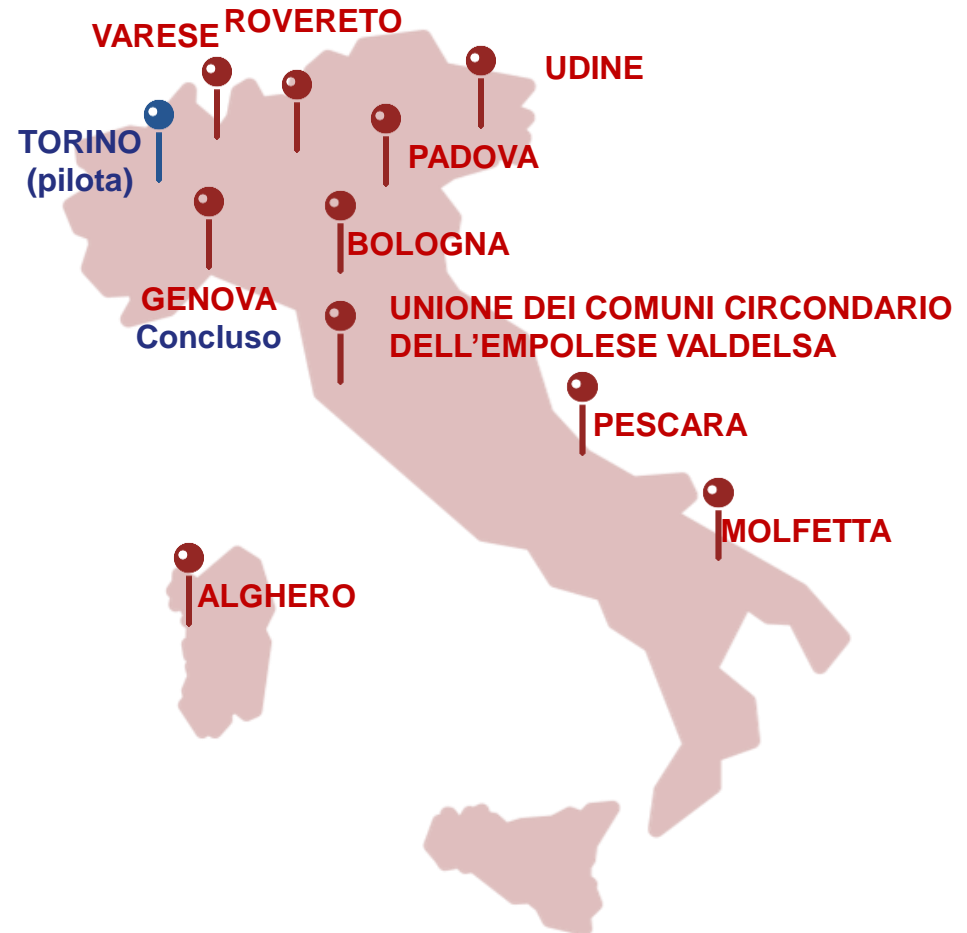 ROVERETO
VARESE
UDINE
TORINO
(pilota)
PADOVA
BOLOGNA
GENOVA
Concluso
UNIONE DEI COMUNI CIRCONDARIO
DELL’EMPOLESE VALDELSA
PESCARA
MOLFETTA
ALGHERO